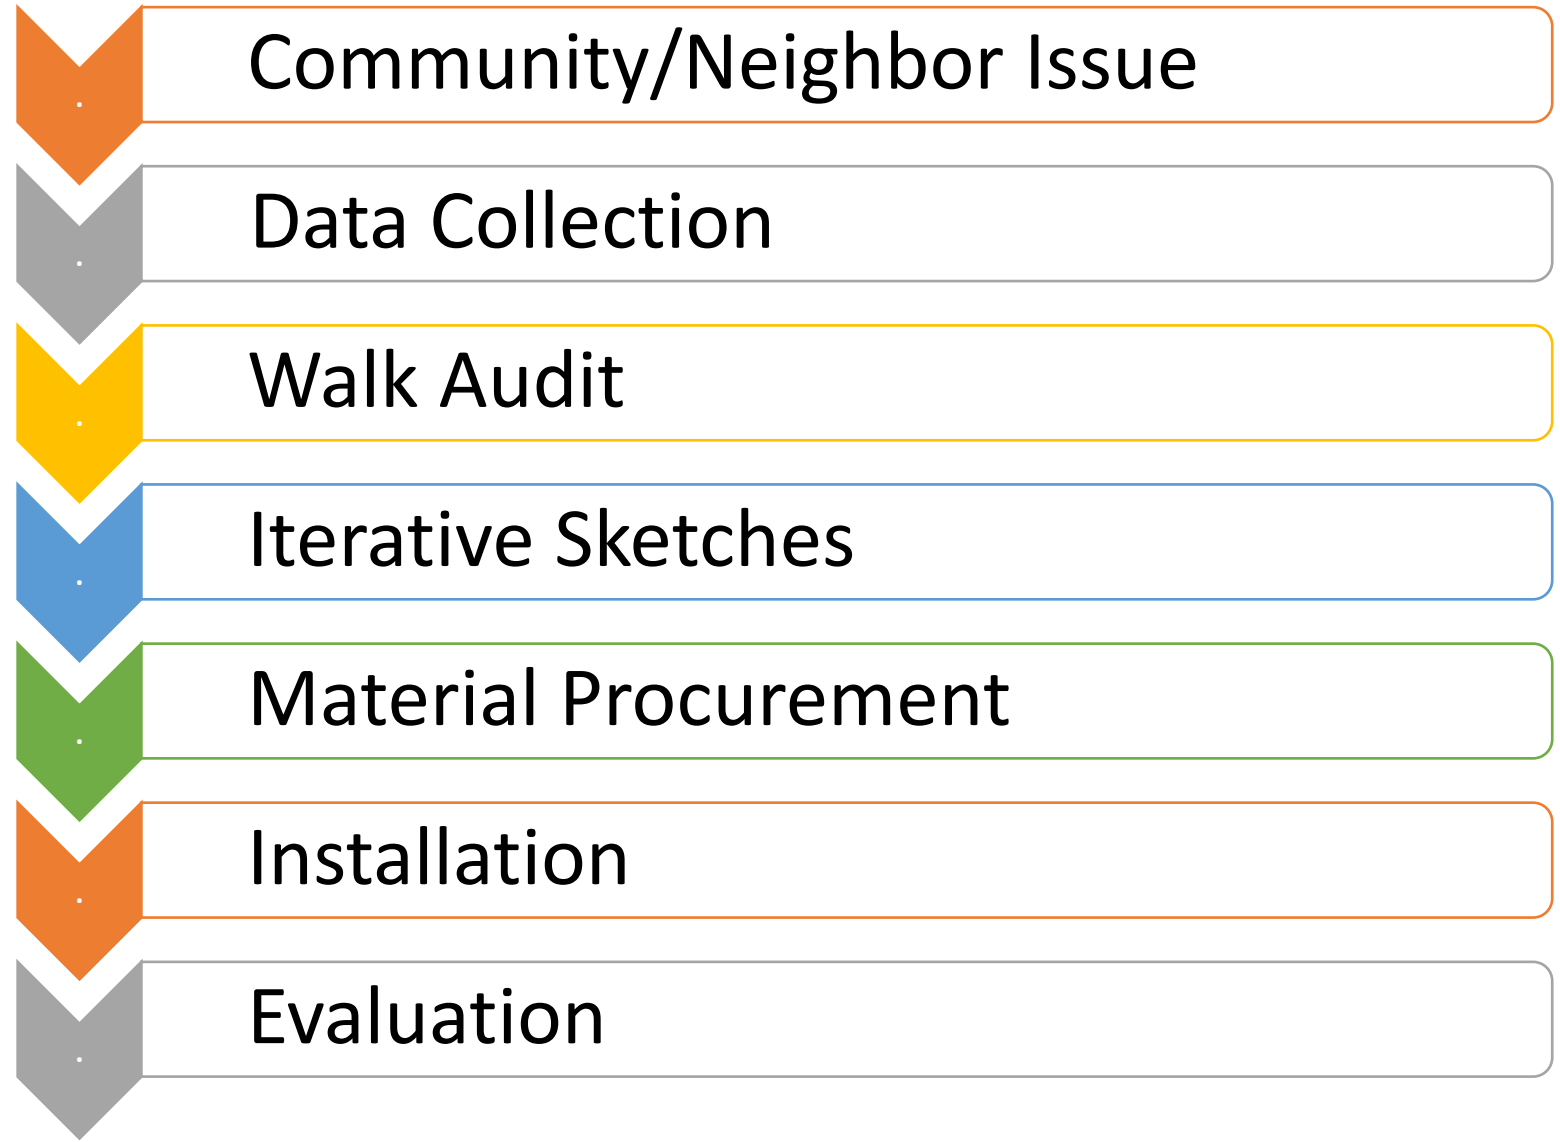 Community/Neighbor Issue
Data Collection
Walk Audit
Iterative Sketches
Material Procurement
Installation
Evaluation